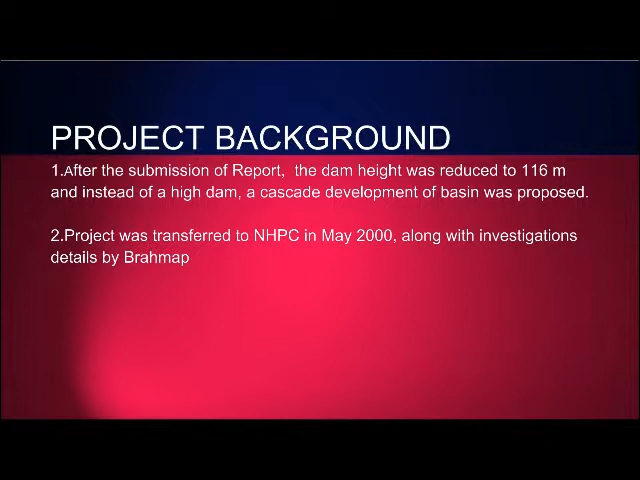 PROJECT BACKGROUND
1.After the submission of Report,  the dam height was reduced to 116 m
and instead of a high dam, a cascade development of basin was proposed.
2.Project was transferred to NHPC in May 2000, along with investigations
details by Brahmap